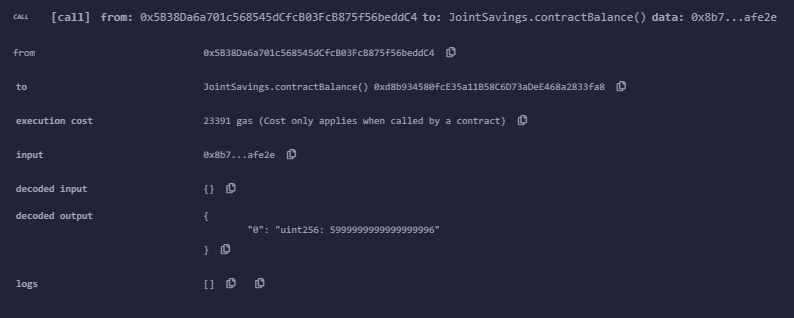 CALL [call] from: 0x5B38Da6a701c568545dCfcB03FcB875f56beddC4 to: JointSavings.contractBalance() data: 0x8b7...afe2e
from 0x5B38Da6a701c568545dCfcB03FcB875f56beddC4
to JointSavings.contractBalance() 0xd8b934580fcE35a11B58C6D73aDeE468a2833fa8
execution cost 23391 gas (Cost only applies when called by a contract)
input 0x8b7...afe2e
decoded input {}
decoded output {
"0": "uint256: 5999999999999999996"
}
logs []